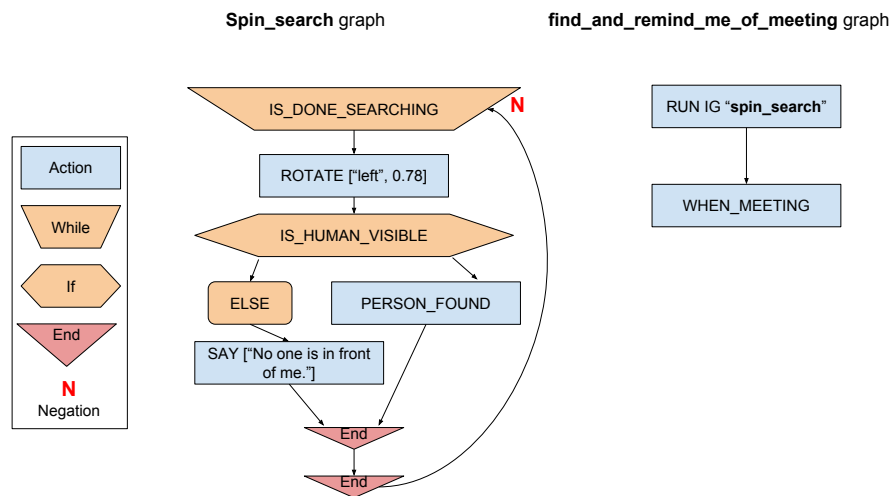 Spin_search graph
find_and_remind_me_of_meeting graph
IS_DONE_SEARCHING
N
RUN IG “spin_search”
Action
ROTATE [“left”, 0.78]
While
WHEN_MEETING
IS_HUMAN_VISIBLE
If
ELSE
PERSON_FOUND
End
SAY [“No one is in front
of me.”]
N
Negation
End
End